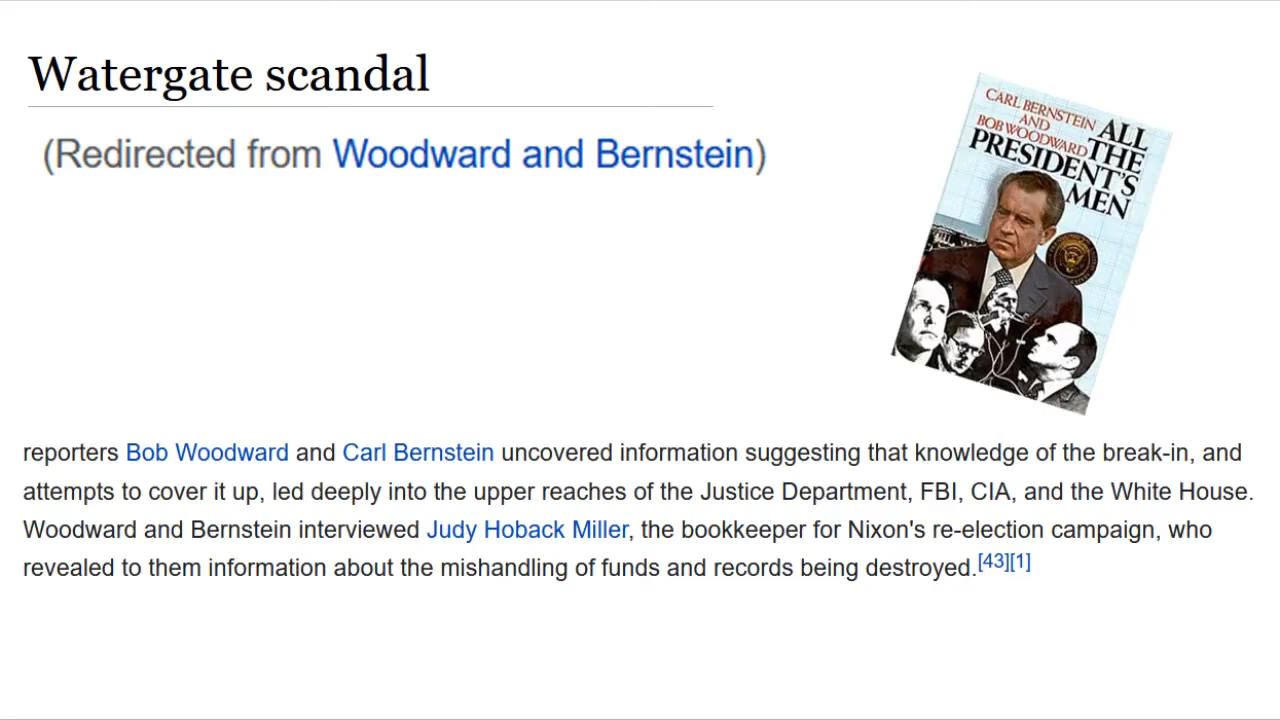 Watergate scandal
(Redirected from Woodward and Bernstein)
CARL BERNSTEIN
AND
BOB WOODWARD
ALL
THE
PRESIDENT'S
MEN
reporters Bob Woodward and Carl Bernstein uncovered information suggesting that knowledge of the break-in, and
attempts to cover it up, led deeply into the upper reaches of the Justice Department, FBI, CIA, and the White House.
Woodward and Bernstein interviewed Judy Hoback Miller, the bookkeeper for Nixon's re-election campaign, who
revealed to them information about the mishandling of funds and records being destroyed.[43][1]